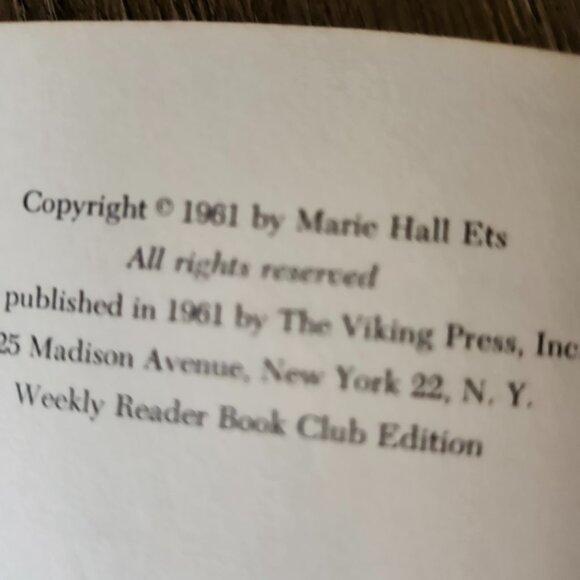 Copyright © 1961 by Marie Hall Ets
All rights reserved
published in 1961 by The Viking Press, Inc
25 Madison Avenue, New York 22, N. Y.
Weekly Reader Book Club Edition